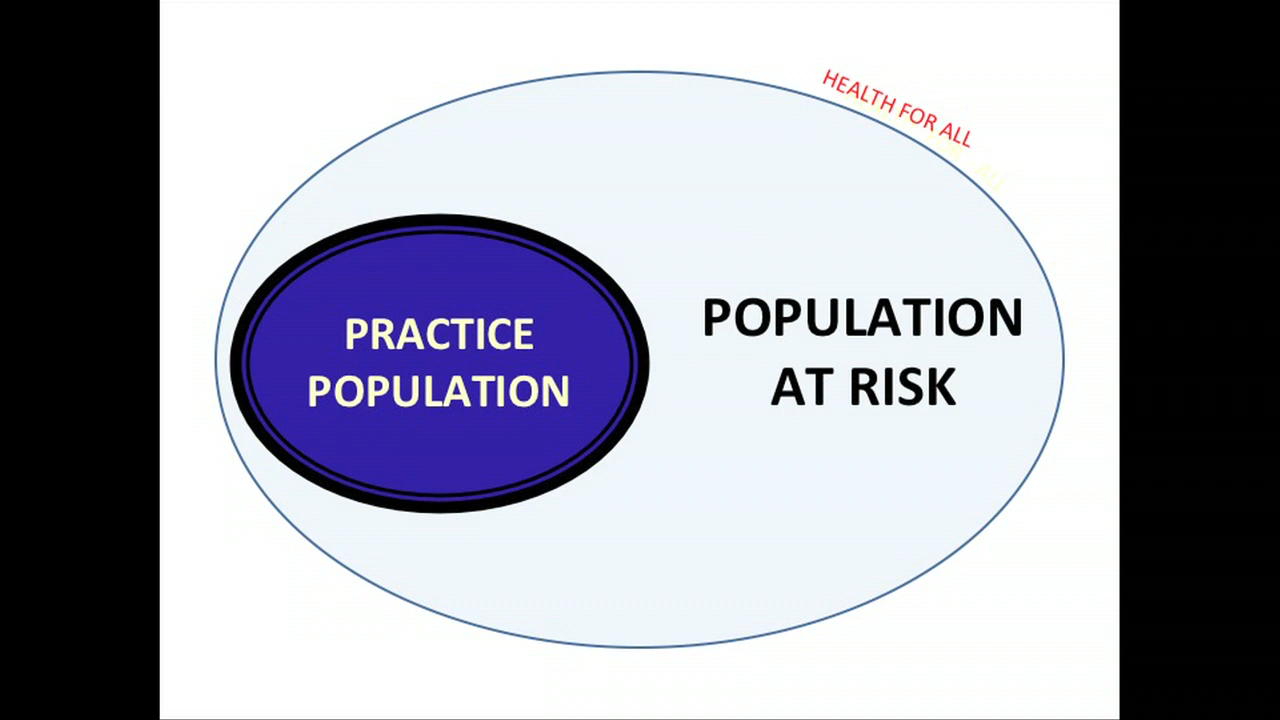 HEALTH FOR ALL
PRACTICE
POPULATION
POPULATION
AT RISK